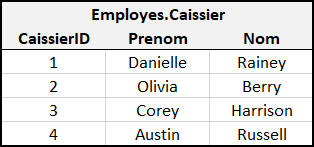 Employes.Caissier
CaissierID Prenom Nom
1 Danielle Rainey
2 Olivia Berry
3 Corey Harrison
4 Austin Russell